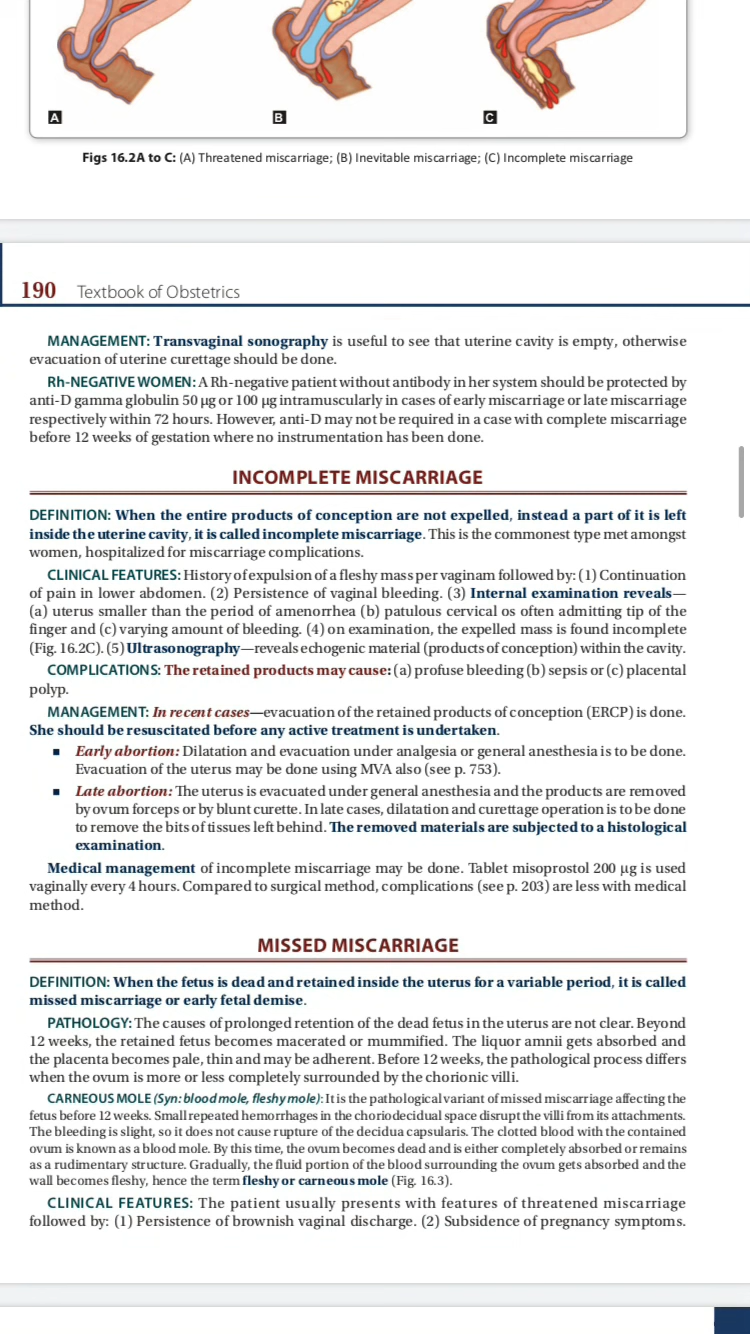 A
B
C
Figs 16.2A to C: (A) Threatened miscarriage; (B) Inevitable miscarriage; (C) Incomplete miscarriage
190 Textbook of Obstetrics
MANAGEMENT: Transvaginal sonography is useful to see that uterine cavity is empty, otherwise
evacuation of uterine curettage should be done.
Rh-NEGATIVE WOMEN: A Rh-negative patient without antibody in her system should be protected by
anti-D gamma globulin 50 µg or 100 µg intramuscularly in cases of early miscarriage or late miscarriage
respectively within 72 hours. However, anti-D may not be required in a case with complete miscarriage
before 12 weeks of gestation where no instrumentation has been done.
INCOMPLETE MISCARRIAGE
DEFINITION: When the entire products of conception are not expelled, instead a part of it is left
inside the uterine cavity, it is called incomplete miscarriage. This is the commonest type met amongst
women, hospitalized for miscarriage complications.
CLINICAL FEATURES: History of expulsion of a fleshy mass per vaginam followed by: (1) Continuation
of pain in lower abdomen. (2) Persistence of vaginal bleeding. (3) Internal examination reveals—
(a) uterus smaller than the period of amenorrhea (b) patulous cervical os often admitting tip of the
finger and (c) varying amount of bleeding. (4) on examination, the expelled mass is found incomplete
(Fig. 16.2C). (5) Ultrasonography—reveals echogenic material (products of conception) within the cavity.
COMPLICATIONS: The retained products may cause: (a) profuse bleeding (b) sepsis or (c) placental
polyp.
MANAGEMENT: In recent cases—evacuation of the retained products of conception (ERCP) is done.
She should be resuscitated before any active treatment is undertaken.
▪ Early abortion: Dilatation and evacuation under analgesia or general anesthesia is to be done.
Evacuation of the uterus may be done using MVA also (see p. 753).
▪ Late abortion: The uterus is evacuated under general anesthesia and the products are removed
by ovum forceps or by blunt curette. In late cases, dilatation and curettage operation is to be done
to remove the bits of tissues left behind. The removed materials are subjected to a histological
examination.
Medical management of incomplete miscarriage may be done. Tablet misoprostol 200 µg is used
vaginally every 4 hours. Compared to surgical method, complications (see p. 203) are less with medical
method.
MISSED MISCARRIAGE
DEFINITION: When the fetus is dead and retained inside the uterus for a variable period, it is called
missed miscarriage or early fetal demise.
PATHOLOGY: The causes of prolonged retention of the dead fetus in the uterus are not clear. Beyond
12 weeks, the retained fetus becomes macerated or mummified. The liquor amnii gets absorbed and
the placenta becomes pale, thin and may be adherent. Before 12 weeks, the pathological process differs
when the ovum is more or less completely surrounded by the chorionic villi.
CARNEOUS MOLE (Syn: blood mole, fleshy mole): It is the pathological variant of missed miscarriage affecting the
fetus before 12 weeks. Small repeated hemorrhages in the choriodecidual space disrupt the villi from its attachments.
The bleeding is slight, so it does not cause rupture of the decidua capsularis. The clotted blood with the contained
ovum is known as a blood mole. By this time, the ovum becomes dead and is either completely absorbed or remains
as a rudimentary structure. Gradually, the fluid portion of the blood surrounding the ovum gets absorbed and the
wall becomes fleshy, hence the term fleshy or carneous mole (Fig. 16.3).
CLINICAL FEATURES: The patient usually presents with features of threatened miscarriage
followed by: (1) Persistence of brownish vaginal discharge. (2) Subsidence of pregnancy symptoms.